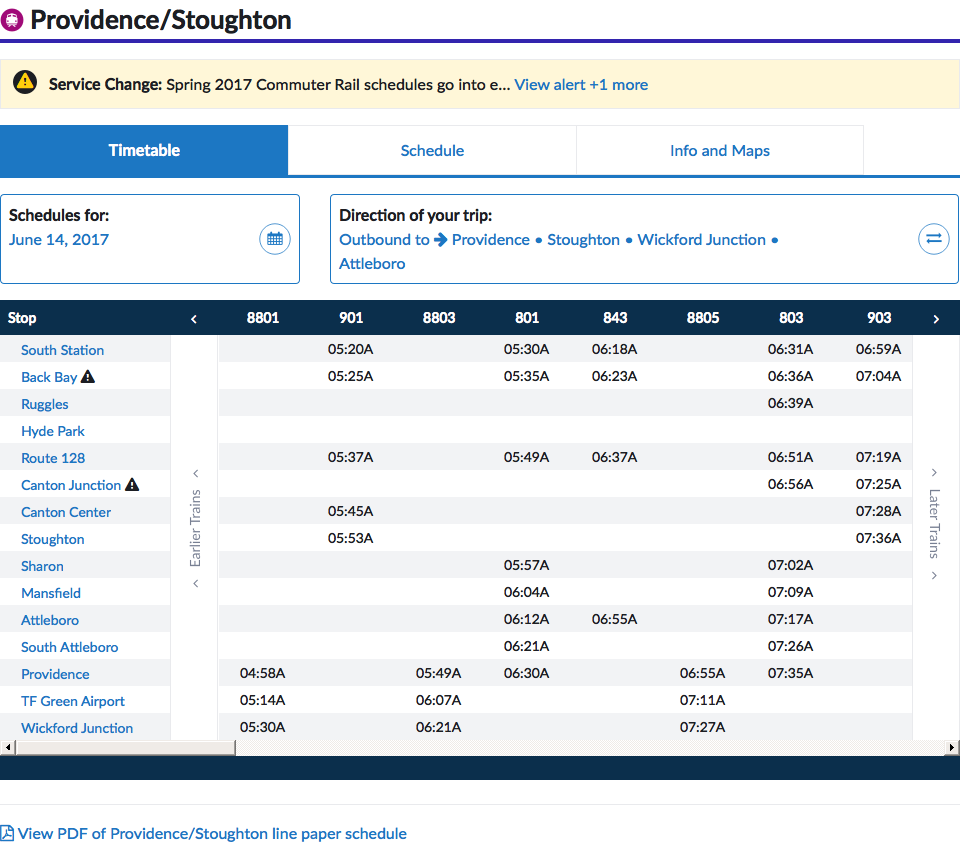 Providence/Stoughton
Service Change: Spring 2017 Commuter Rail schedules go into e... View alert +1 more
Timetable Schedule Info and Maps
Schedules for:
June 14, 2017
Direction of your trip:
Outbound to → Providence • Stoughton • Wickford Junction •
Attleboro
Stop 8801 901 8803 801 843 8805 803 903
South Station 05:20A 05:30A 06:18A 06:31A 06:59A
Back Bay 05:25A 05:35A 06:23A 06:36A 07:04A
Ruggles 06:39A
Hyde Park
Route 128 05:37A 05:49A 06:37A 06:51A 07:19A
Canton Junction 06:56A 07:25A
Canton Center 05:45A 07:28A
Stoughton 05:53A 07:36A
Sharon 05:57A 07:02A
Mansfield 06:04A 07:09A
Attleboro 06:12A 06:55A 07:17A
South Attleboro 06:21A 07:26A
Providence 04:58A 05:49A 06:30A 06:55A 07:35A
TF Green Airport 05:14A 06:07A 07:11A
Wickford Junction 05:30A 06:21A 07:27A
Earlier Trains
Later Trains
View PDF of Providence/Stoughton line paper schedule